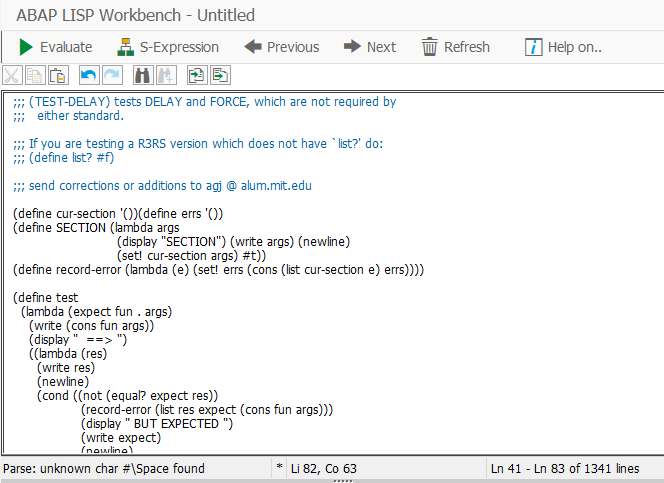 ABAP LISP Workbench - Untitled
Evaluate S-Expression Previous Next Refresh Help on..
;;; (TEST-DELAY) tests DELAY and FORCE, which are not required by
;;;   either standard.
;;; If you are testing a R3RS version which does not have `list?' do:
;;; (define list? #f)
;;; send corrections or additions to agj @ alum.mit.edu
(define cur-section '())(define errs '())
(define SECTION (lambda args
(display "SECTION") (write args) (newline)
(set! cur-section args) #t))
(define record-error (lambda (e) (set! errs (cons (list cur-section e) errs))))
(define test
(lambda (expect fun . args)
(write (cons fun args))
(display "  ==> ")
((lambda (res)
(write res)
(newline)
(cond ((not (equal? expect res))
(record-error (list res expect (cons fun args)))
(display " BUT EXPECTED ")
(write expect)
(newline)
Parse: unknown char #\Space found * Li 82, Co 63 Ln 41 - Ln 83 of 1341 lines